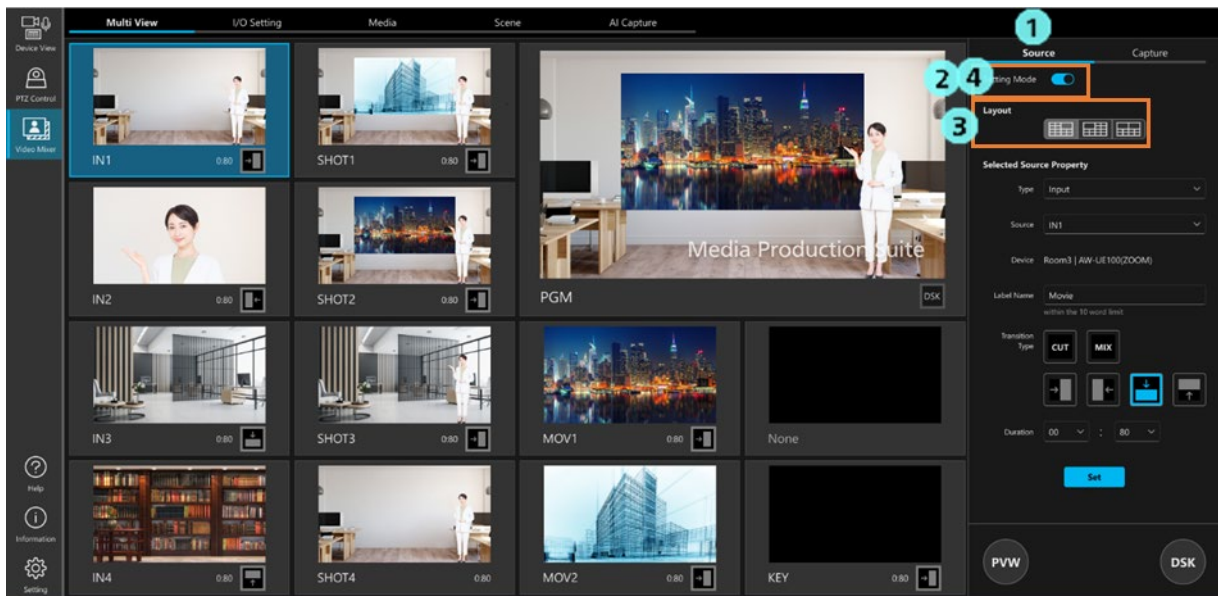 Multi View
I/O Setting
Media
Scene
AI Capture
1
Device View
PTZ Control
Video Mixer
Help
Information
Setting
IN1 0:80
SHOT1 0:80
IN2 0:80
SHOT2 0:80
Media Production Suite
PGM DSK
IN3 0:80
SHOT3 0:80
MOV1 0:80
None
IN4 0:80
SHOT4 0:80
MOV2 0:80
KEY 0:80
Source Capture
2 4
Setting Mode
Layout
3
Selected Source Property
Type Input
Source IN1
Device Room3 | AW-UE100(ZOOM)
Label Name Movie
within the 10 word limit
Transition
Type CUT MIX
Duration 00 : 80
Set
PVW DSK